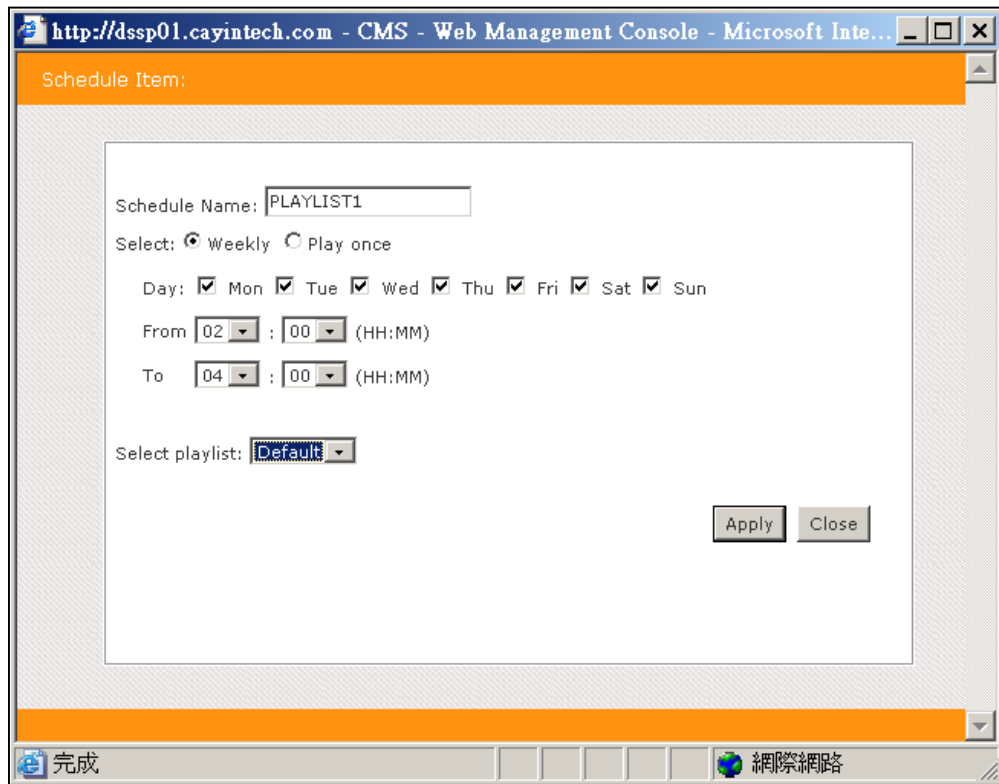 http://dssp01.cayintech.com - CMS - Web Management Console - Microsoft Inte...
Schedule Item:
Schedule Name: PLAYLIST1
Select: Weekly Play once
Day: Mon Tue Wed Thu Fri Sat Sun
From 02 : 00 (HH:MM)
To 04 : 00 (HH:MM)
Select playlist: Default
Apply Close
完成 網際網路